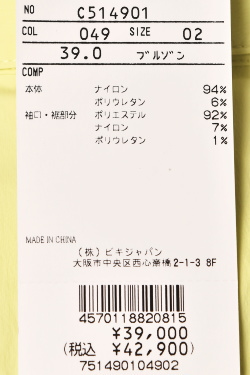 NO C514901
COL 049 SIZE 02
39.0 ブルゾン
COMP
本体 ナイロン 94%
ポリウレタン 6%
袖口・裾部分 ポリエステル 92%
ナイロン 7%
ポリウレタン 1%
MADE IN CHINA
(株)ビキジャパン
大阪市中央区西心斎橋2-1-3 8F
4570118820815
¥39,000
(税込 ¥42,900)
751490104902